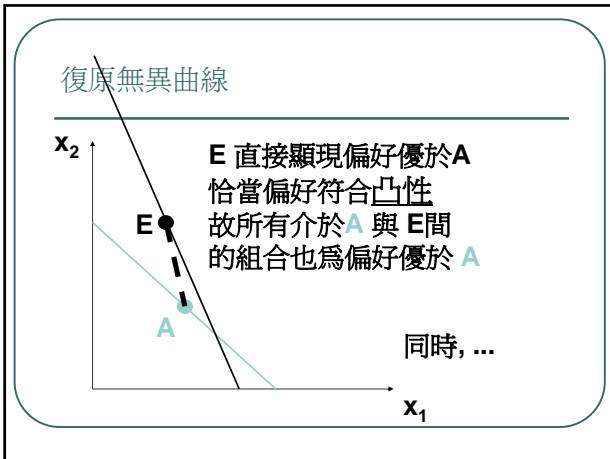 復原無異曲線
x₂
E 直接顯現偏好優於A
恰當偏好符合凸性
故所有介於A 與 E間
的組合也為偏好優於 A
E
A
同時, ...
x₁